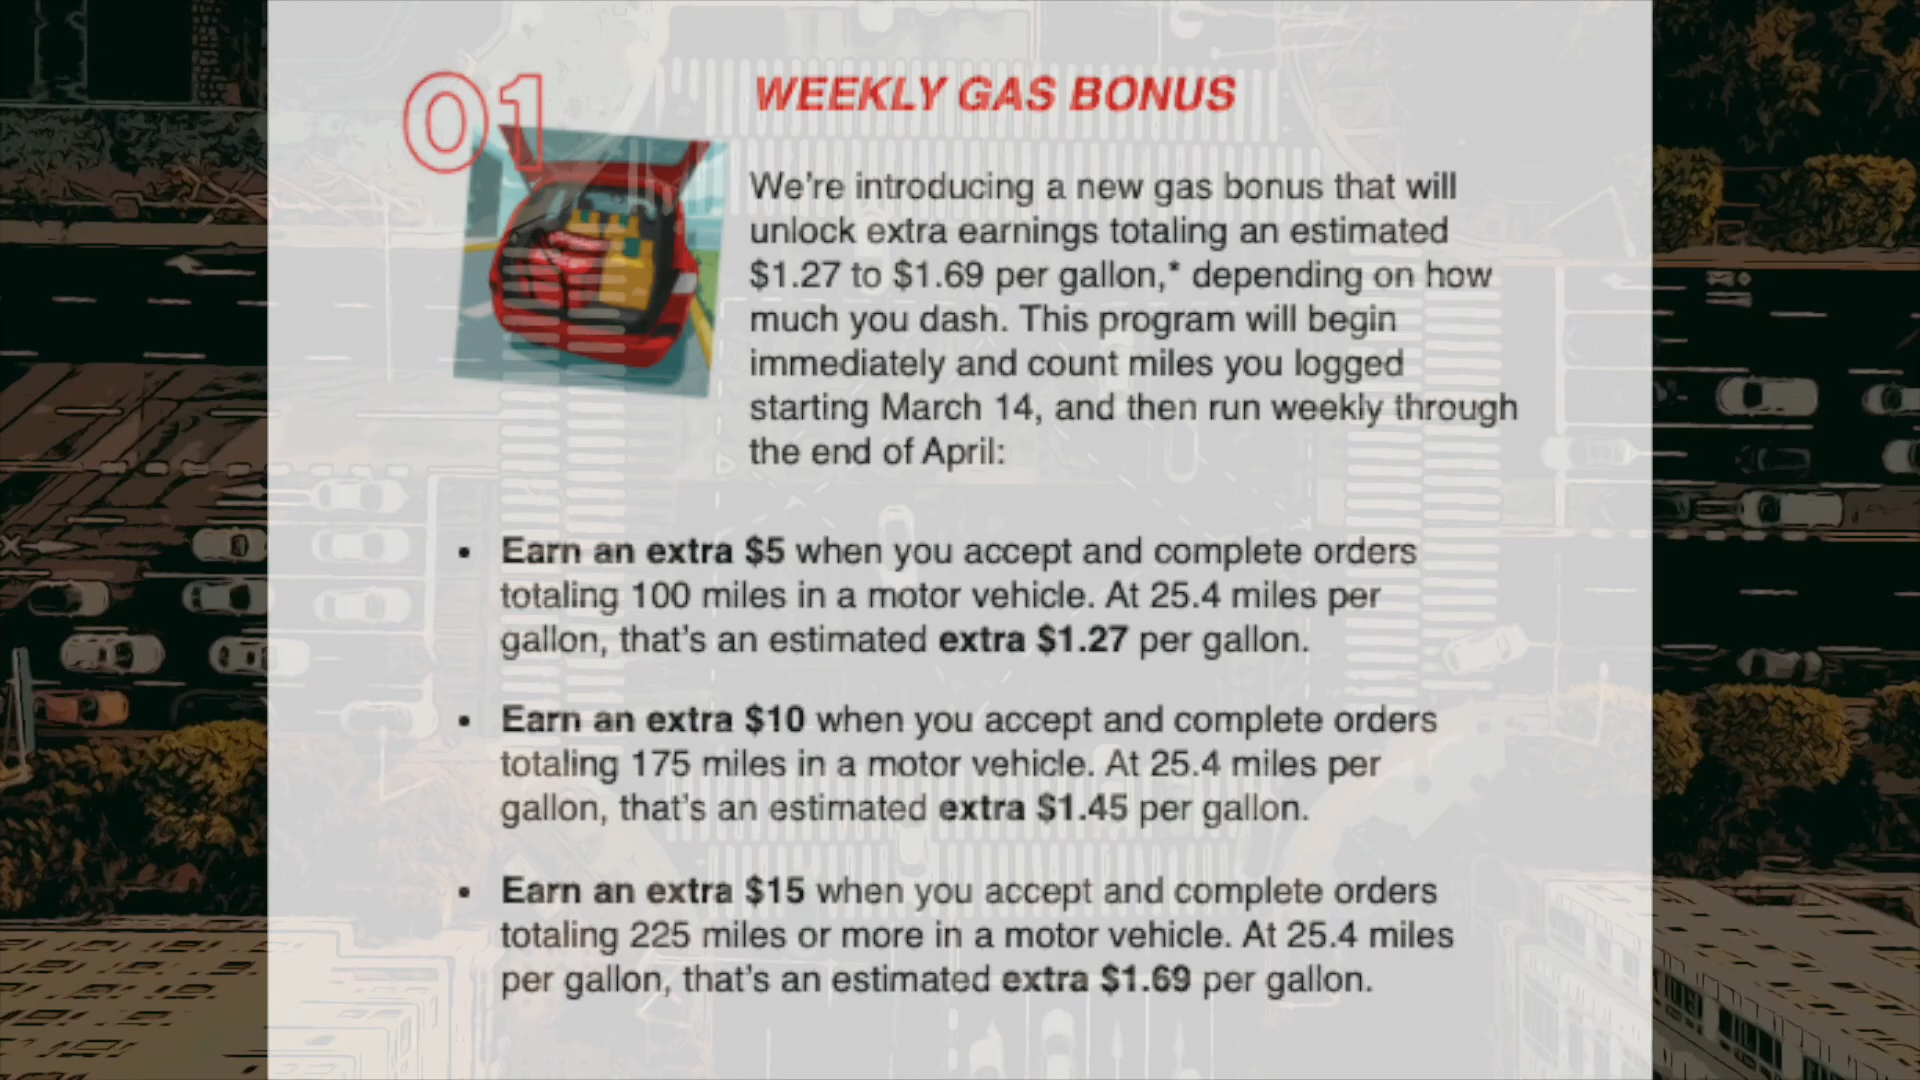 01
WEEKLY GAS BONUS
We're introducing a new gas bonus that will
unlock extra earnings totaling an estimated
$1.27 to $1.69 per gallon,* depending on how
much you dash. This program will begin
immediately and count miles you logged
starting March 14, and then run weekly through
the end of April:
• Earn an extra $5 when you accept and complete orders
totaling 100 miles in a motor vehicle. At 25.4 miles per
gallon, that's an estimated extra $1.27 per gallon.
• Earn an extra $10 when you accept and complete orders
totaling 175 miles in a motor vehicle. At 25.4 miles per
gallon, that's an estimated extra $1.45 per gallon.
• Earn an extra $15 when you accept and complete orders
totaling 225 miles or more in a motor vehicle. At 25.4 miles
per gallon, that's an estimated extra $1.69 per gallon.